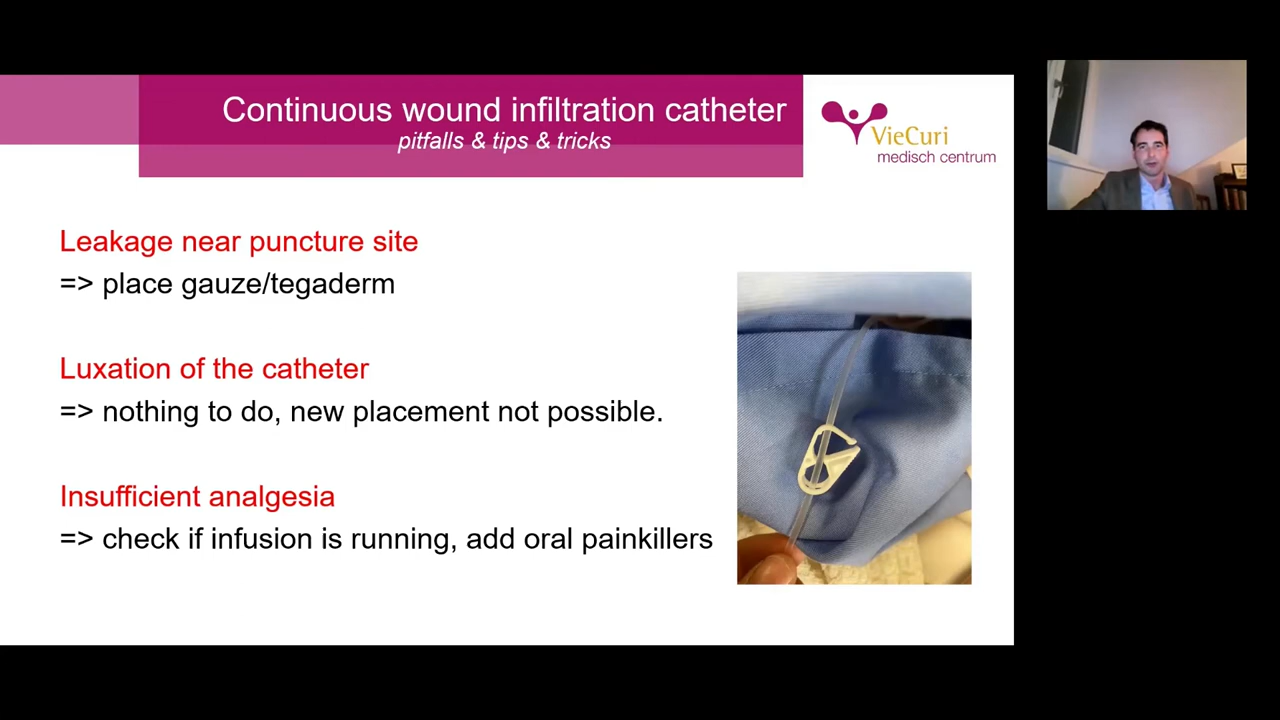 Continuous wound infiltration catheter
pitfalls & tips & tricks
VieCuri
medisch centrum
Leakage near puncture site
=> place gauze/tegaderm
Luxation of the catheter
=> nothing to do, new placement not possible.
Insufficient analgesia
=> check if infusion is running, add oral painkillers